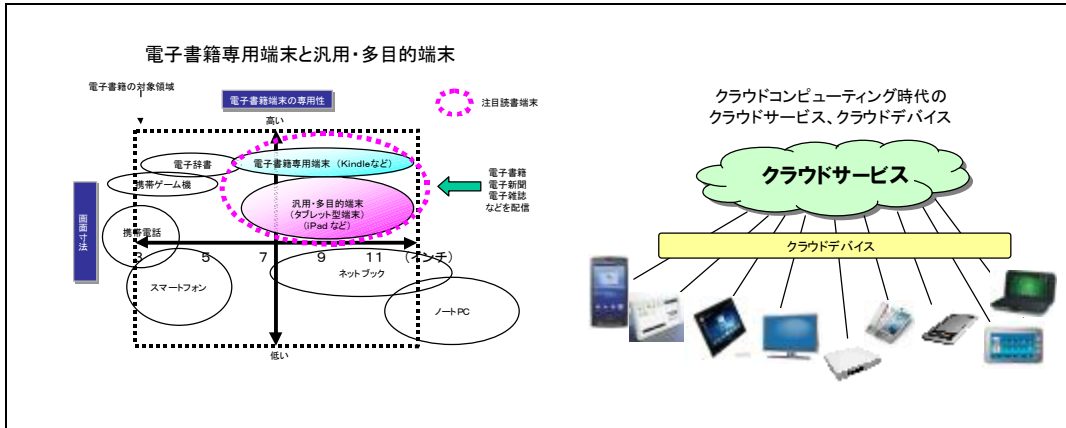 電子書籍専用端末と汎用・多目的端末
電子書籍の対象領域
電子書籍端末の専用性
注目読書端末
高い
電子辞書
電子書籍専用端末 (Kindleなど)
携帯ゲーム機
汎用・多目的端末
(タブレット型端末)
(iPad など)
電子書籍
電子新聞
電子雑誌
などを配信
画面寸法
携帯電話
3 5 7 9 11 (インチ)
ネットブック
スマートフォン
ノートPC
低い
クラウドコンピューティング時代の
クラウドサービス、クラウドデバイス
クラウドサービス
クラウドデバイス